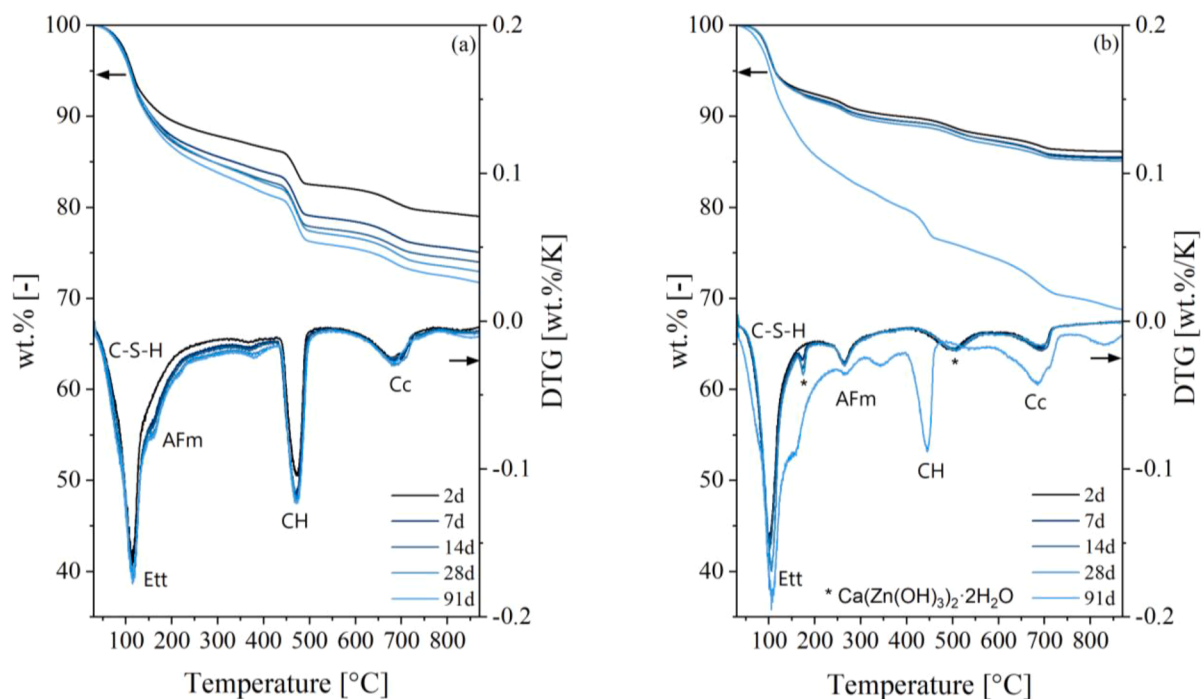 (a)
100
90
80
70
60
50
40
wt.% [-]
0.2
0.1
0.0
-0.1
-0.2
DTG [wt.%/K]
C-S-H
AFm
Ett
CH
Cc
2d
7d
14d
28d
91d
100 200 300 400 500 600 700 800
Temperature [°C]
(b)
100
90
80
70
60
50
40
wt.% [-]
0.2
0.1
0.0
-0.1
-0.2
DTG [wt.%/K]
C-S-H
*
*
AFm
Cc
CH
Ett
* Ca(Zn(OH)₃)₂·2H₂O
2d
7d
14d
28d
91d
100 200 300 400 500 600 700 800
Temperature [°C]